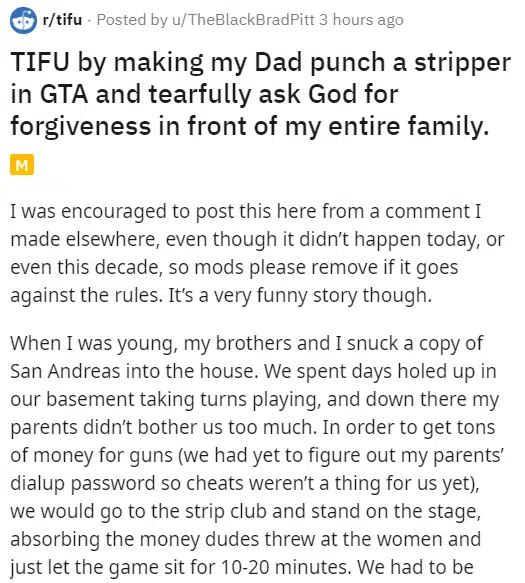 r/tifu · Posted by u/TheBlackBradPitt 3 hours ago
TIFU by making my Dad punch a stripper
in GTA and tearfully ask God for
forgiveness in front of my entire family.
M
I was encouraged to post this here from a comment I
made elsewhere, even though it didn’t happen today, or
even this decade, so mods please remove if it goes
against the rules. It’s a very funny story though.
When I was young, my brothers and I snuck a copy of
San Andreas into the house. We spent days holed up in
our basement taking turns playing, and down there my
parents didn’t bother us too much. In order to get tons
of money for guns (we had yet to figure out my parents’
dialup password so cheats weren’t a thing for us yet),
we would go to the strip club and stand on the stage,
absorbing the money dudes threw at the women and
just let the game sit for 10-20 minutes. We had to be